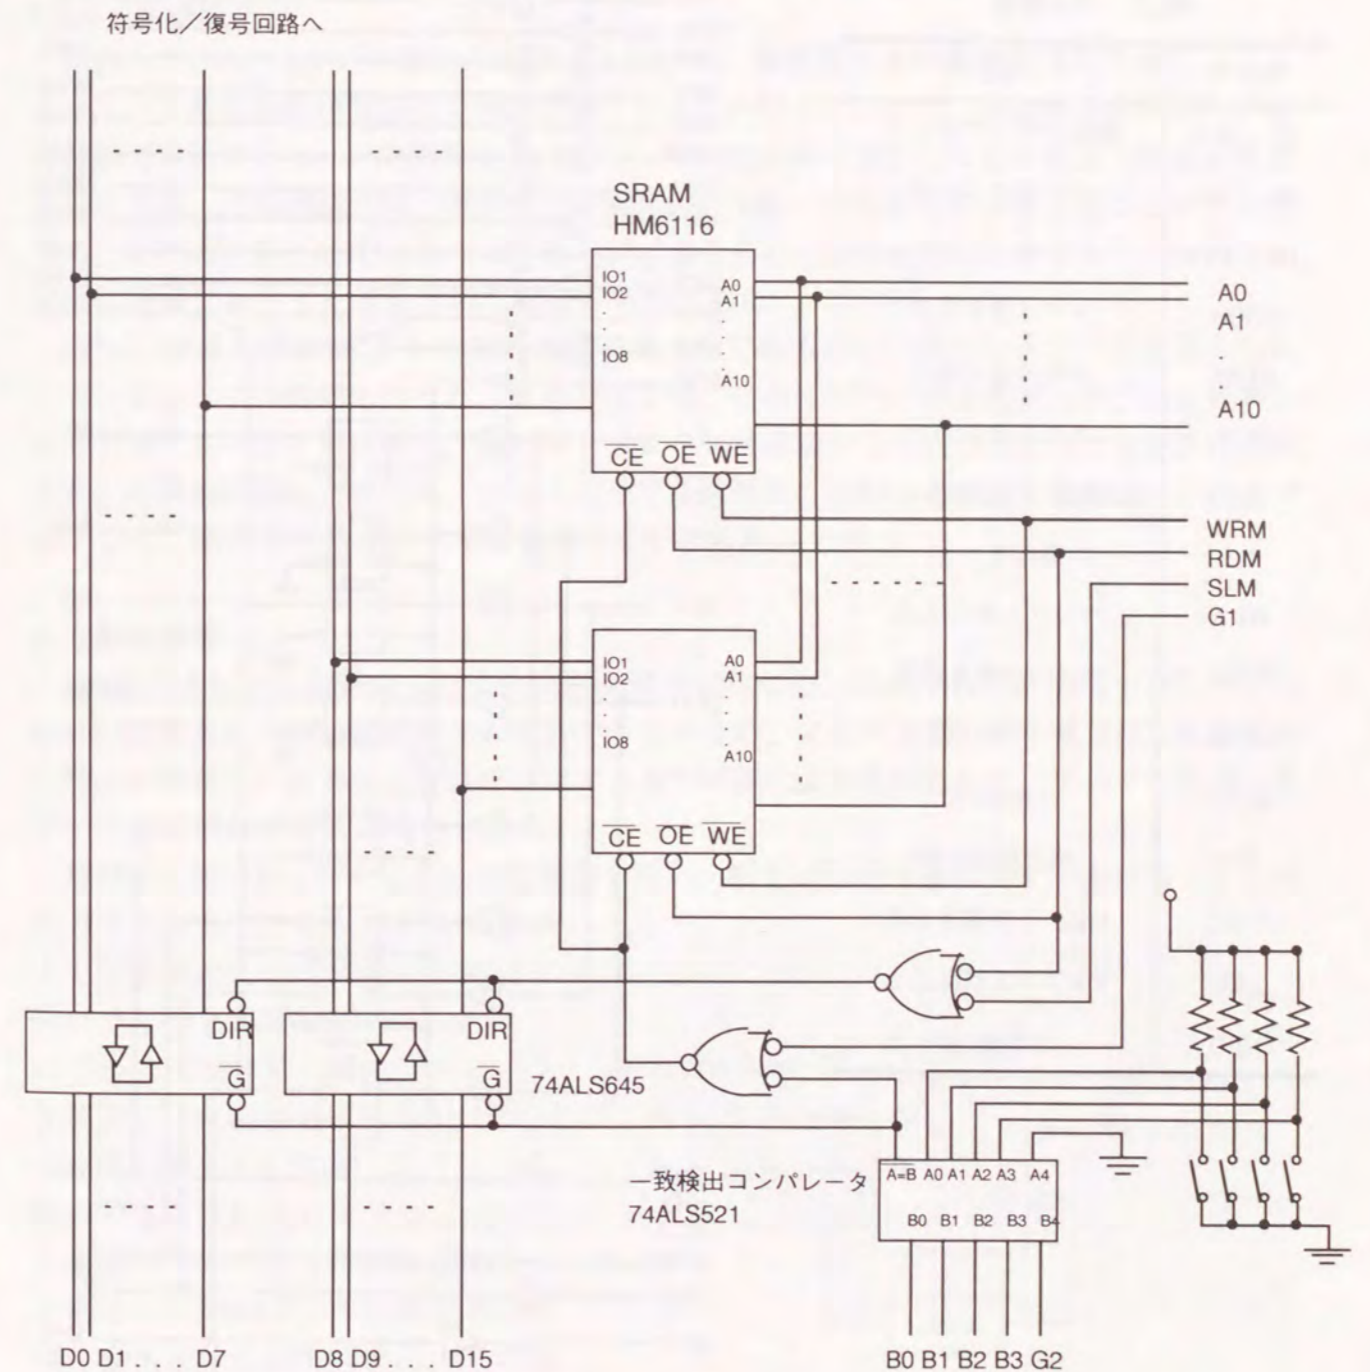 符号化／復号回路へ
SRAM
HM6116
IO1
IO2
IO8
A0
A1
A10
CE OE WE
A0
A1
A10
WRM
RDM
SLM
G1
IO1
IO2
IO8
A0
A1
A10
CE OE WE
DIR
G
DIR
G
74ALS645
一致検出コンパレータ
74ALS521
A=B A0 A1 A2 A3 A4
B0 B1 B2 B3 B4
D0 D1 . . . . D7 D8 D9 . . . . D15 B0 B1 B2 B3 G2